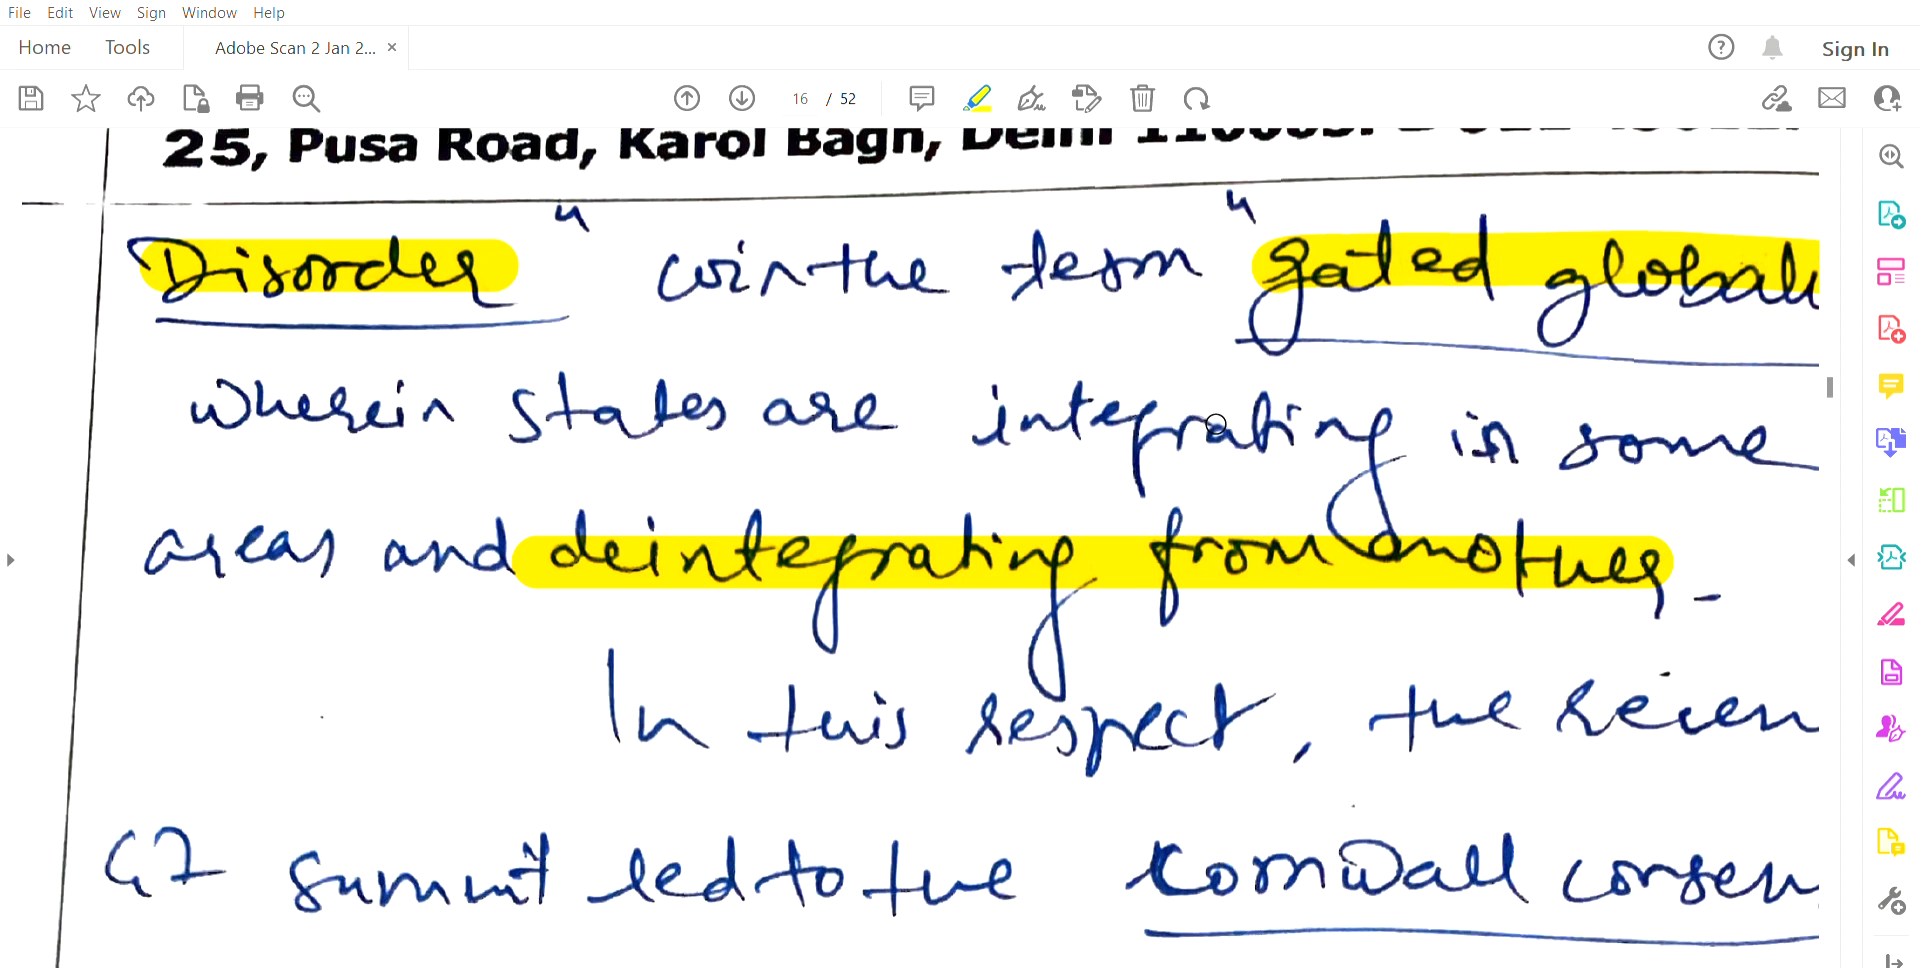 File Edit View Sign Window Help
Home Tools Adobe Scan 2 Jan 2... × Sign In
16 / 52
25, Pusa Road, Karol Bagh, Delhi
Disorder" coin the term "gated globali
wherein states are integrating in some
areas and deintegrating from another.
In this respect, the recen
G7 summit led to the Cornwall consen